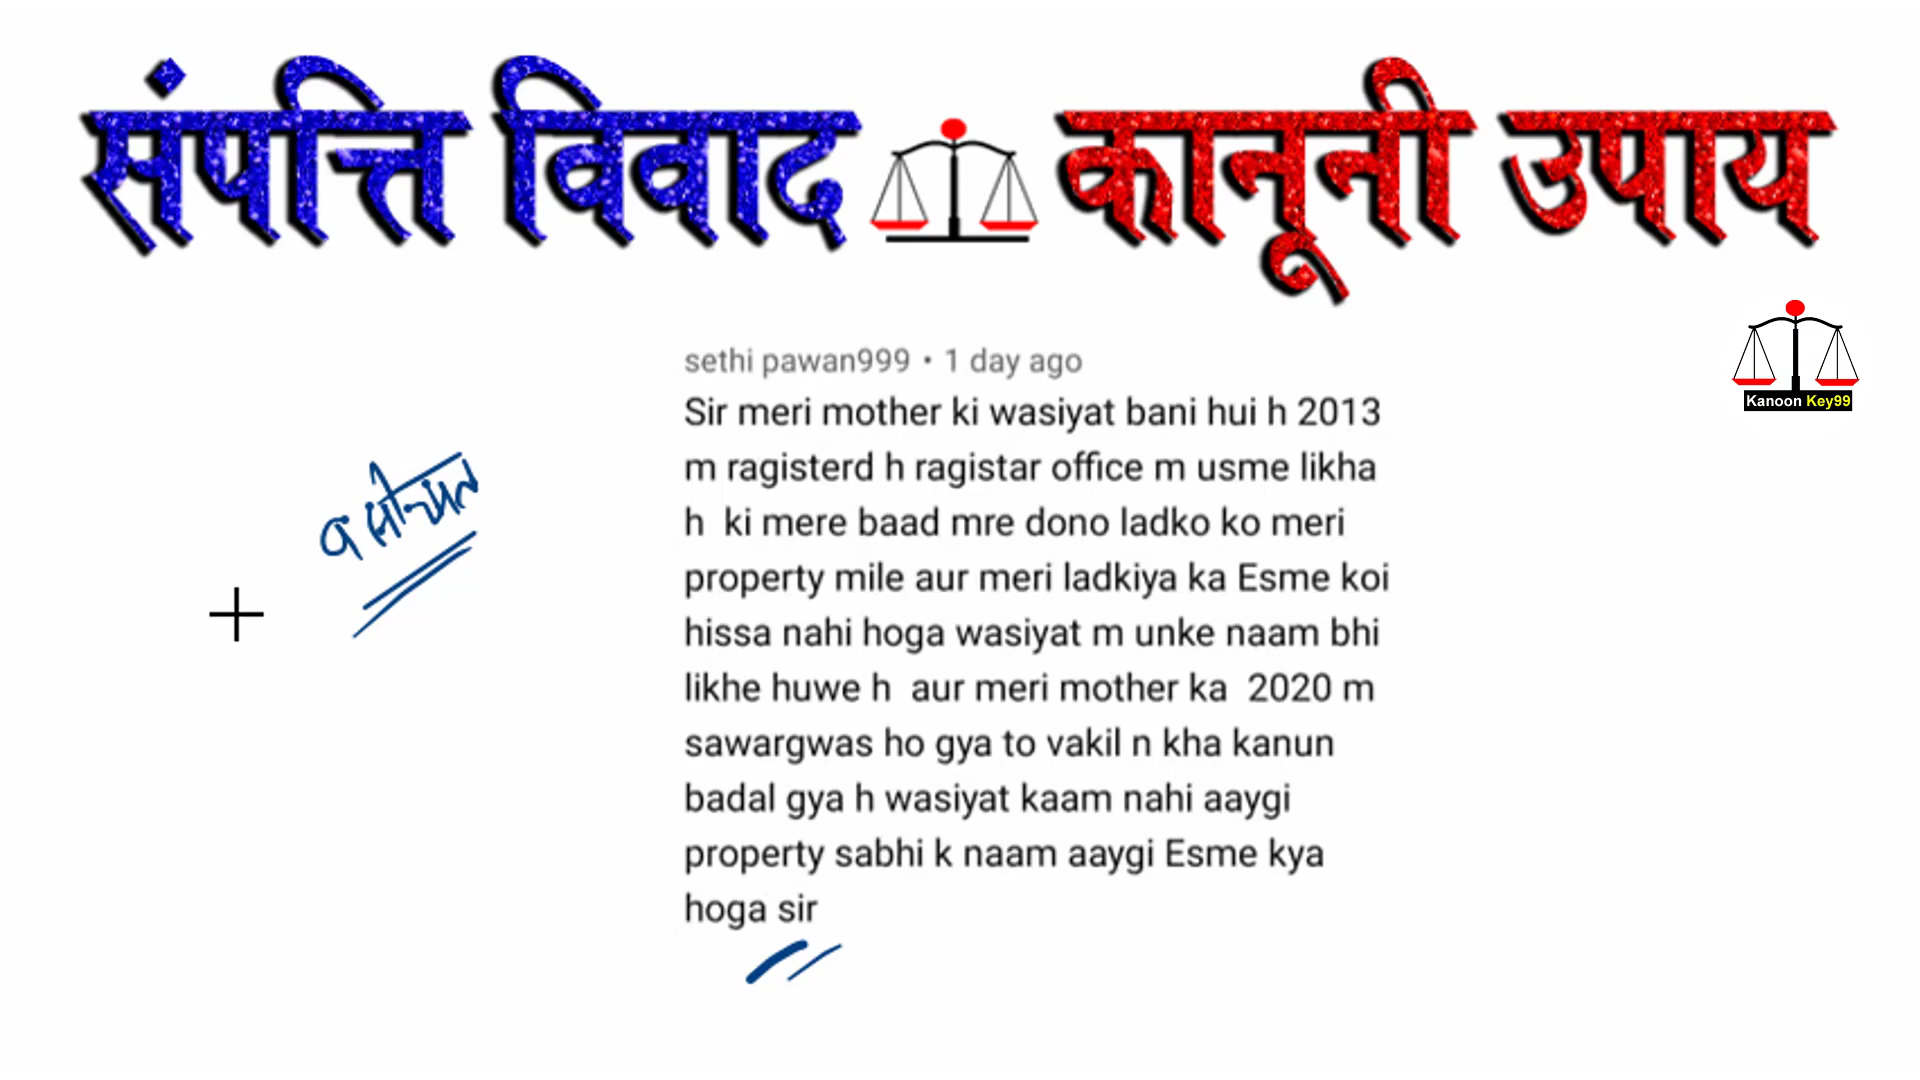 संपत्ति विवाद कानूनी उपाय
Kanoon Key99
sethi pawan999 • 1 day ago
Sir meri mother ki wasiyat bani hui h 2013
m ragisterd h ragistar office m usme likha
h ki mere baad mre dono ladko ko meri
property mile aur meri ladkiya ka Esme koi
hissa nahi hoga wasiyat m unke naam bhi
likhe huwe h aur meri mother ka 2020 m
sawargwas ho gya to vakil n kha kanun
badal gya h wasiyat kaam nahi aaygi
property sabhi k naam aaygi Esme kya
hoga sir